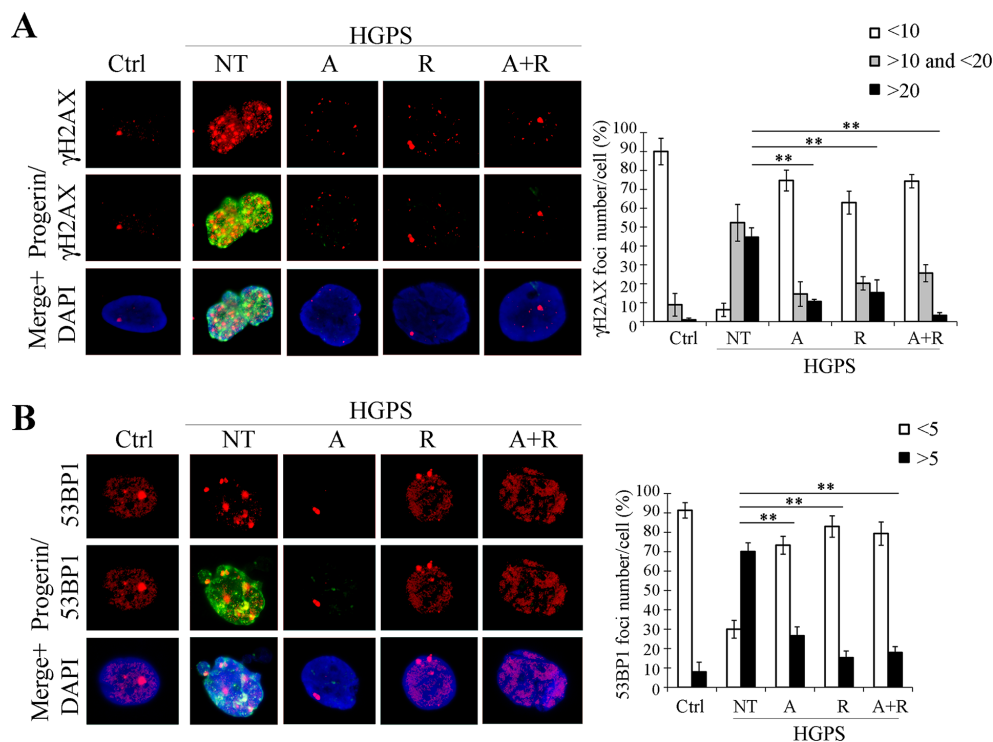 A
HGPS
Ctrl NT A R A+R
γH2AX
Progerin/
γH2AX
Merge+
DAPI
<10
>10 and <20
>20
γH2AX foci number/cell (%)
100
90
80
70
60
50
40
30
20
10
0
** 
**
**
Ctrl NT A R A+R
HGPS
B
HGPS
Ctrl NT A R A+R
53BP1
Progerin/
53BP1
Merge+
DAPI
<5
>5
53BP1 foci number/cell (%)
100
90
80
70
60
50
40
30
20
10
0
**
**
**
Ctrl NT A R A+R
HGPS